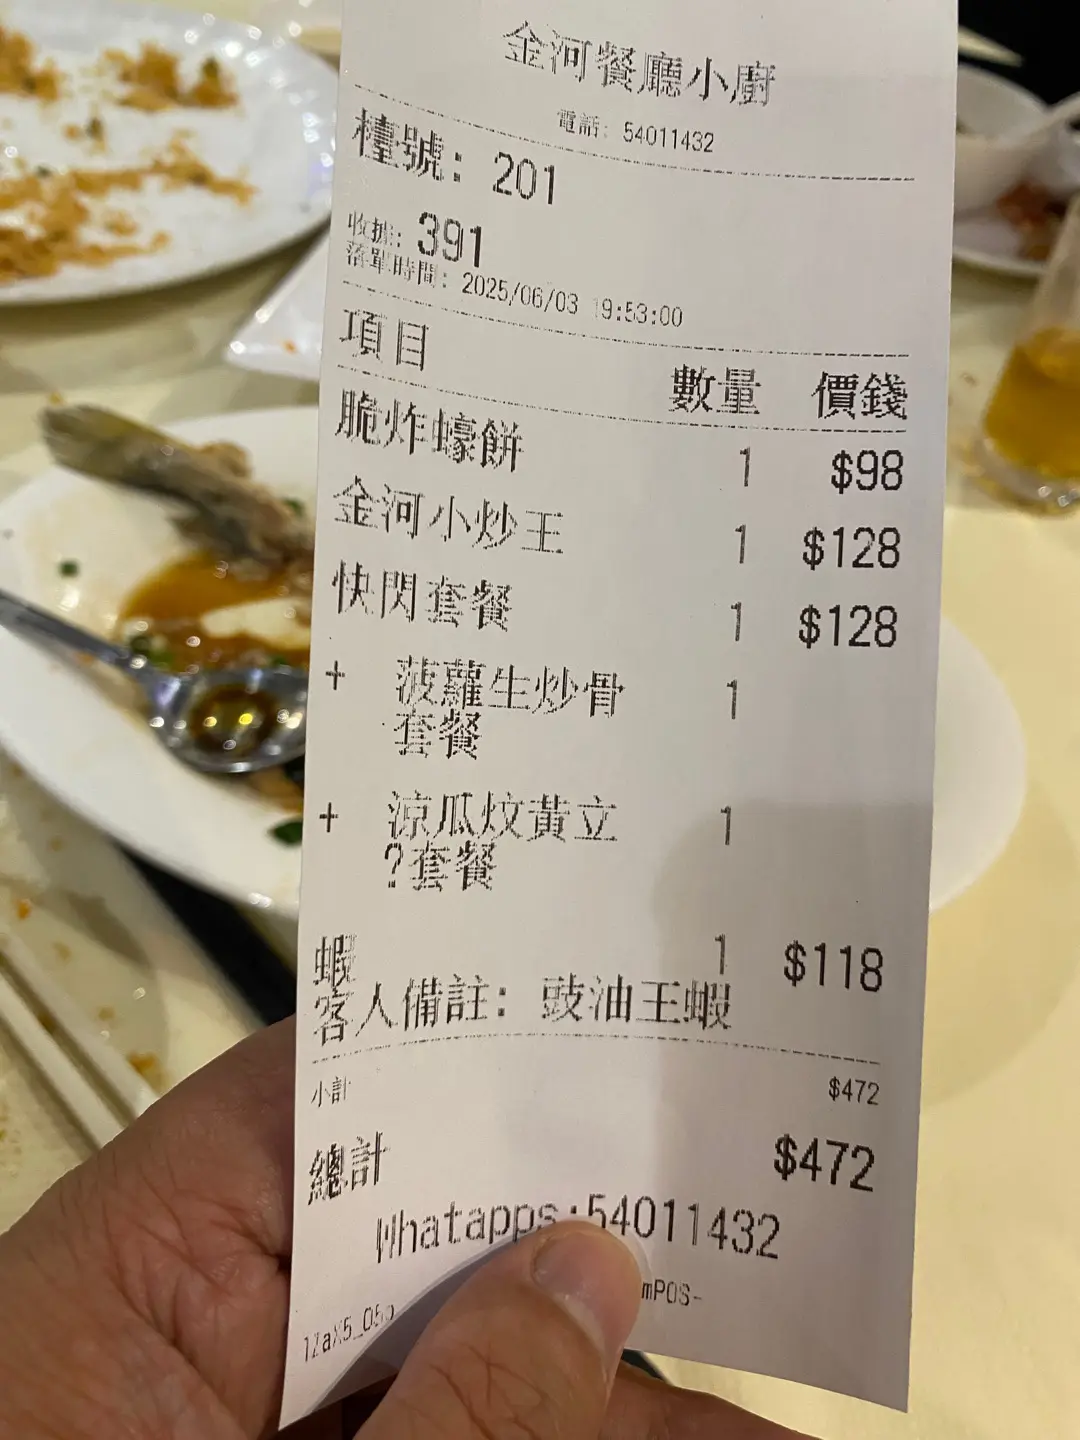 金河餐廳小廚
電話: 54011432
檯號: 201
收據: 391
落單時間: 2025/06/03 19:53:00
項目 數量 價錢
脆炸蠔餅 1 $98
金河小炒王 1 $128
快閃套餐 1 $128
+ 菠蘿生炒骨 1
套餐
+ 涼瓜炆黃立 1
?套餐
蝦 1 $118
客人備註: 豉油王蝦
小計 $472
總計 $472
Whatapps:54011432
mPOS-